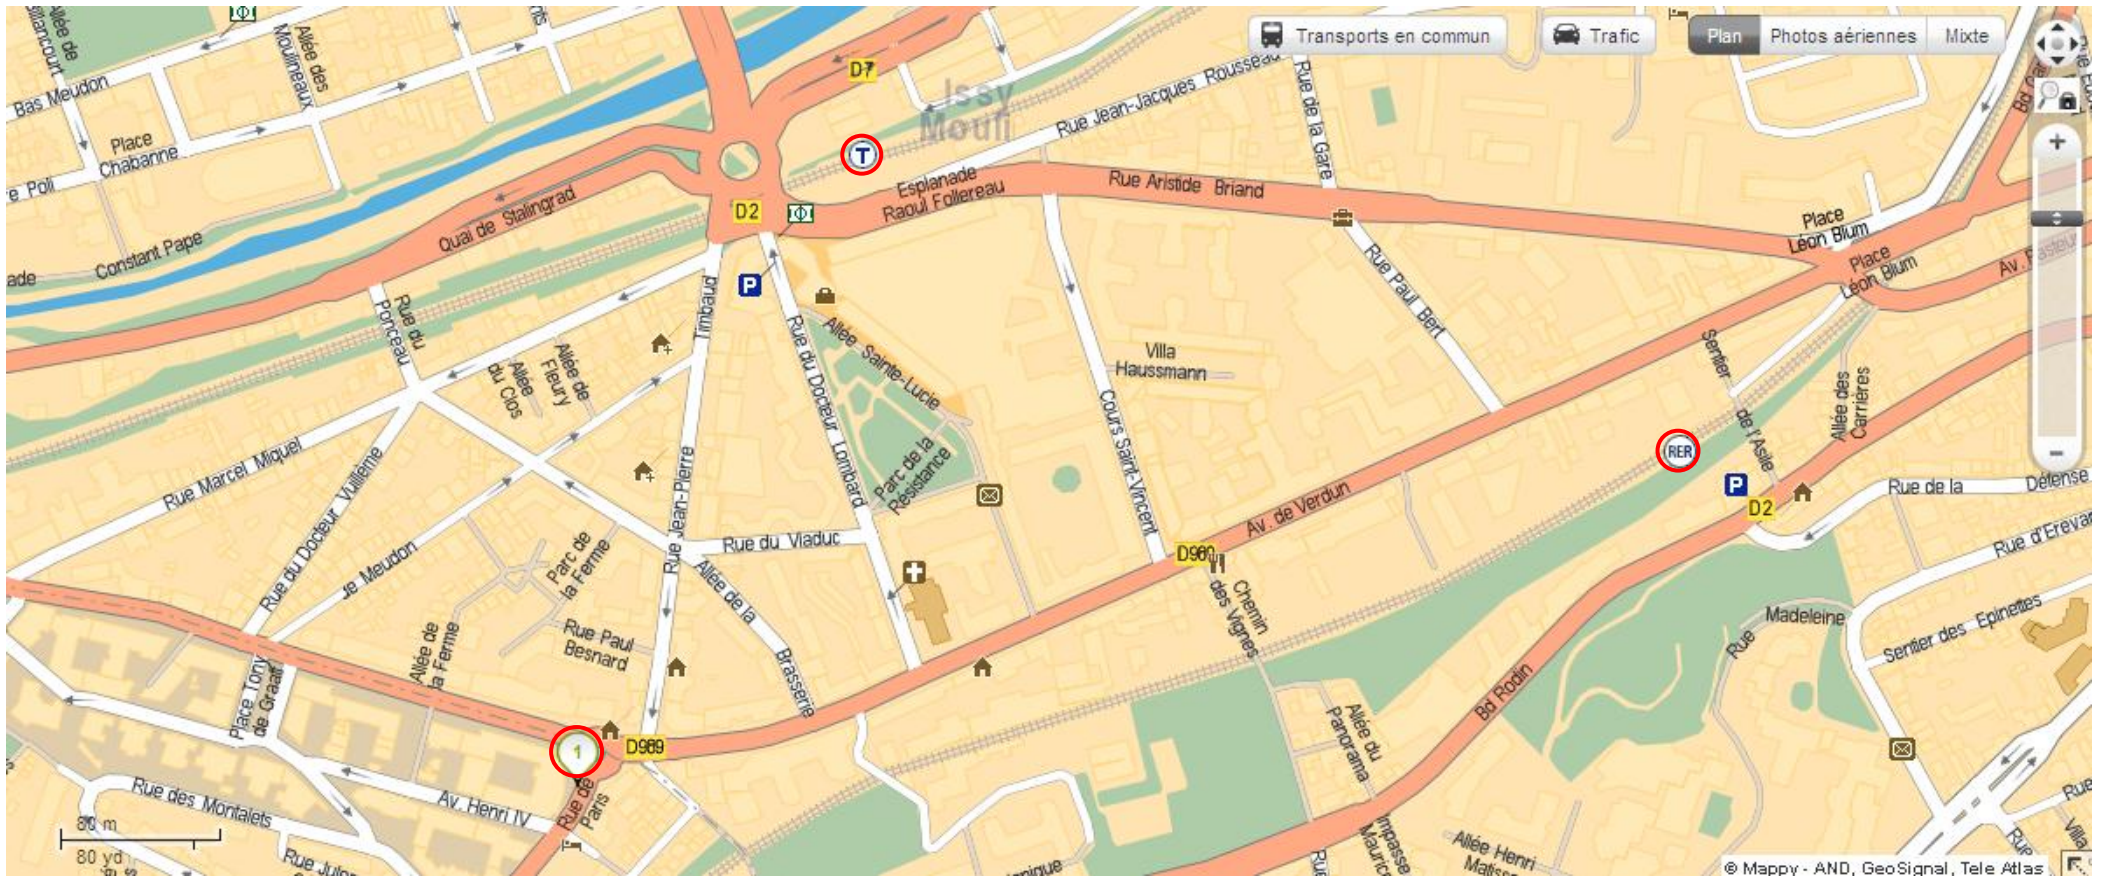 Transports en commun
Trafic
Plan
Photos aériennes
Mixte
Allée de
Allée des
Moulineaux
Bas Meudon
Place
Chabanne
Constant Pape
D7
Issy
T
Rue Jean-Jacques Rousseau
Rue de la Gare
Esplanade
Raoul Follereau
Rue Aristide Briand
Quai de Stalingrad
D2
P
Place
Léon Blum
Place
Léon Blum
Av. Pasteur
Rue du
Ponceau
Rue Jean-Pierre
Timbaud
Rue du Docteur Lombard
Allée Sainte-Lucie
Rue Paul Bert
Villa
Haussmann
Sentier
de l'Asile
Allée des
Carrières
Allée
du Clos
Allée de
Fleury
Cours Saint-Vincent
Parc de la
Résistance
RER
P
D2
Rue de la
Défense
Rue Marcel Miquel
Rue du Docteur Vuillieme
Av. de Verdun
Rue du Viaduc
de Meudon
Parc de
la Ferme
Allée de la
Brasserie
Chemin
des Vignes
Rue
Madeleine
Sentier des Epinettes
Rue Paul
Besnard
Allée de
la Ferme
Place Tony
de Graaff
Bd Rodin
Allée du
Panorama
1
D989
Rue de
Paris
Av. Henri IV
Rue des Montalets
80 m
80 yd
Impasse
Allée Henri
Rue
Rue
Villa
© Mappy - AND, GeoSignal, Tele Atlas